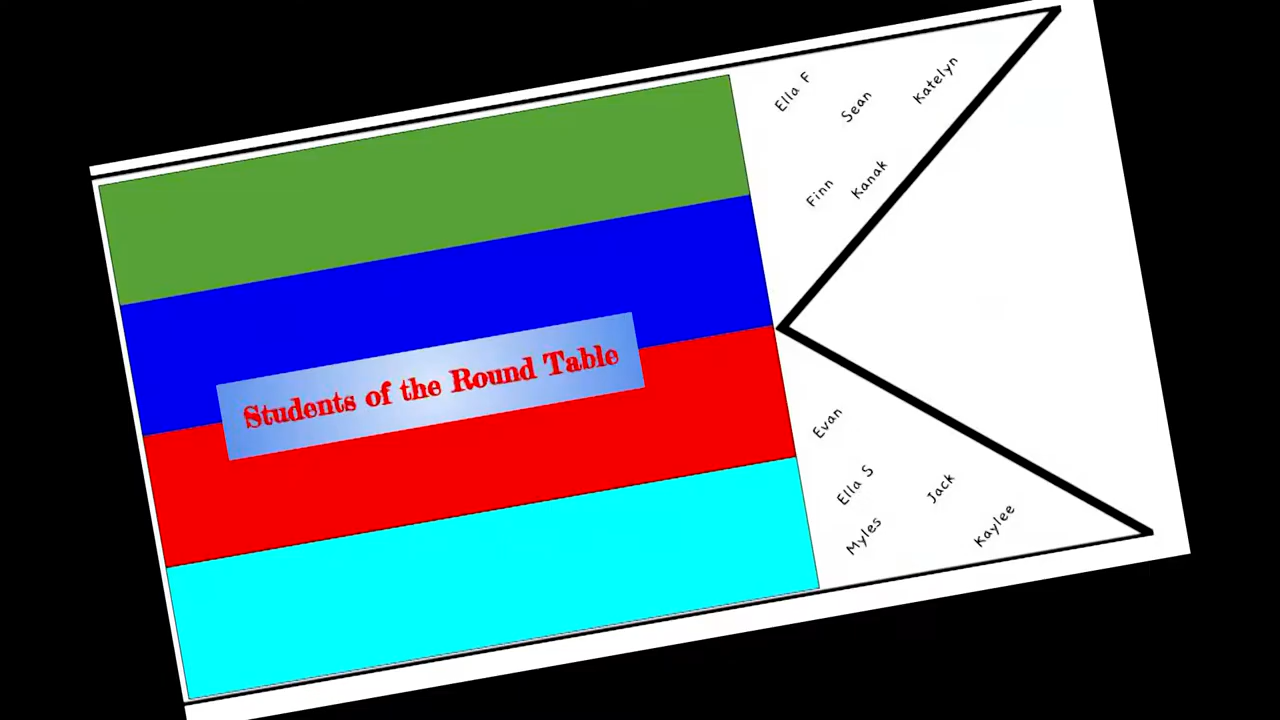 Ella F
Sean
Katelyn
Finn
Kanak
Students of the Round Table
Evan
Ella S
Jack
Myles
Kaylee